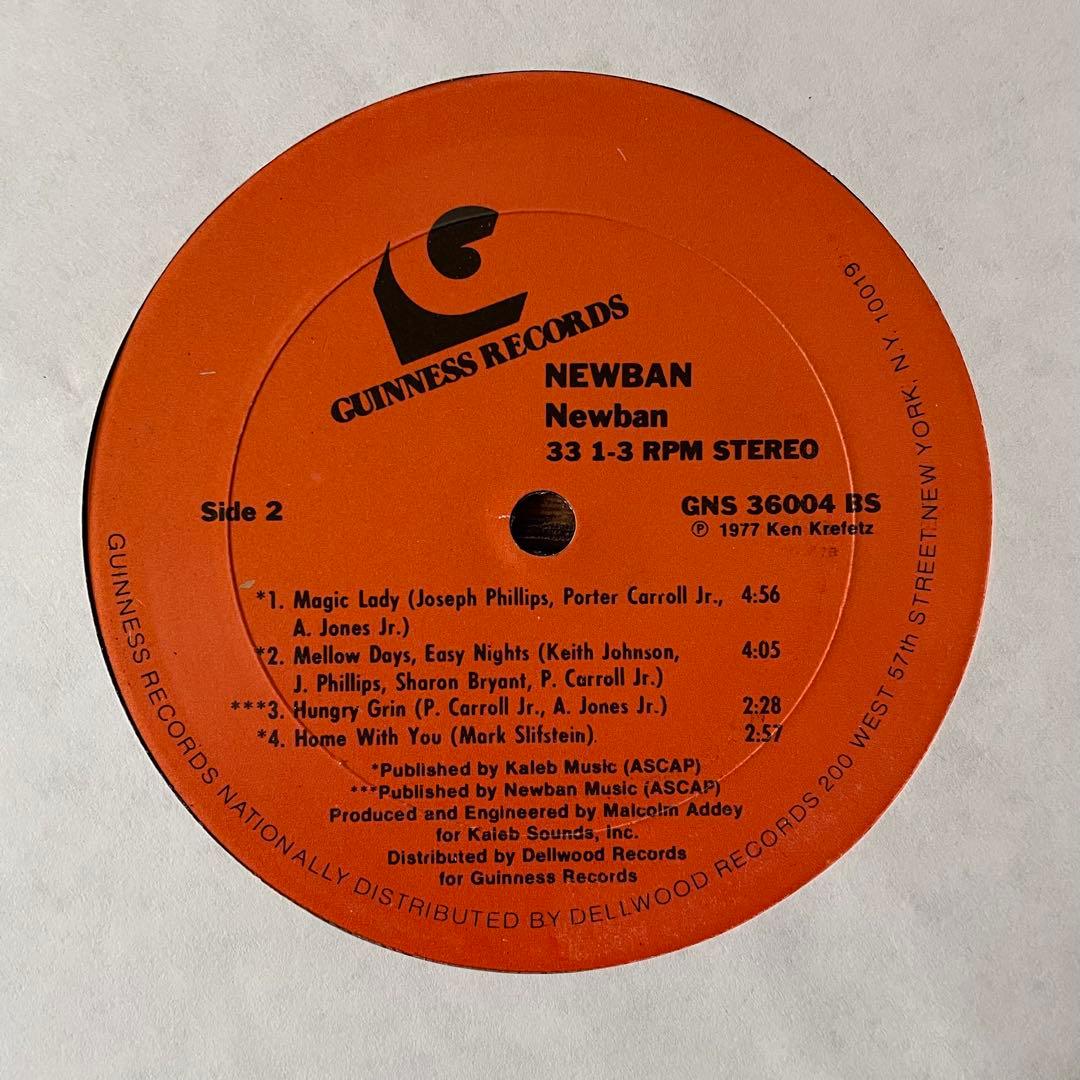 GUINNESS RECORDS
NEWBAN
Newban
33 1-3 RPM STEREO
Side 2
GNS 36004 BS
℗ 1977 Ken Krefetz
*1. Magic Lady (Joseph Phillips, Porter Carroll Jr., 4:56
A. Jones Jr.)
*2. Mellow Days, Easy Nights (Keith Johnson, 4:05
J. Phillips, Sharon Bryant, P. Carroll Jr.)
***3. Hungry Grin (P. Carroll Jr., A. Jones Jr.) 2:28
*4. Home With You (Mark Slifstein) 2:57
*Published by Kaleb Music (ASCAP)
***Published by Newban Music (ASCAP)
Produced and Engineered by Malcolm Addey
for Kaleb Sounds, Inc.
Distributed by Dellwood Records
for Guinness Records
GUINNESS RECORDS NATIONALLY DISTRIBUTED BY DELLWOOD RECORDS 200 WEST 57th STREET NEW YORK, N.Y. 10019